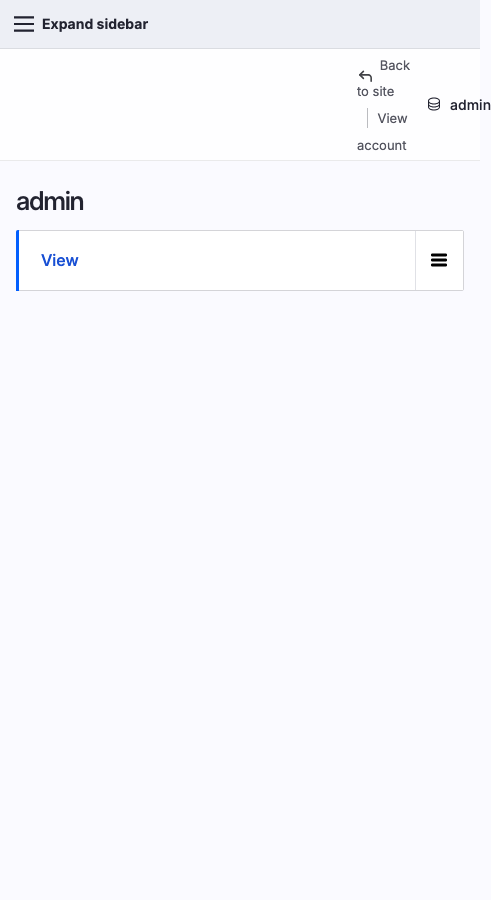 Expand sidebar
Back
to site
View
account
admin
admin
View